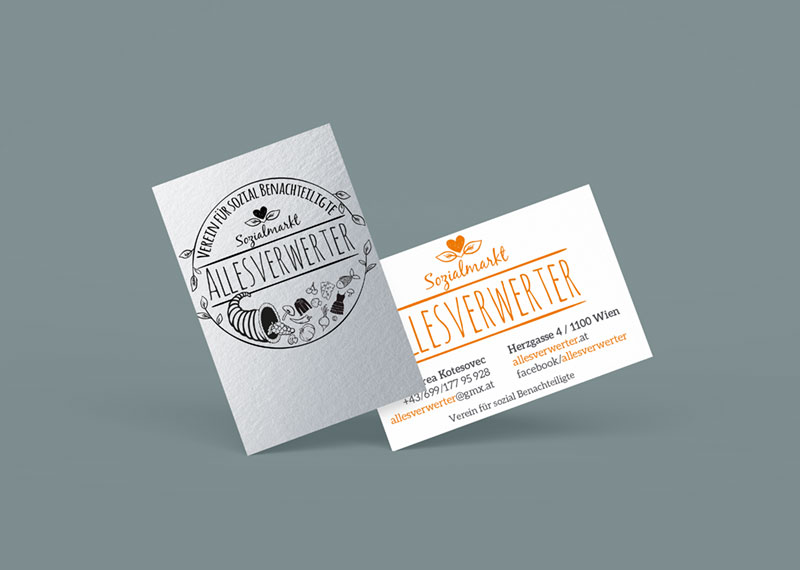 VEREIN FÜR SOZIAL BENACHTEILIGTE
Sozialmarkt
ALLESVERWERTER
Sozialmarkt
LLESVERWERTER
rea Kotesovec
+43/699/177 95 928
allesverwerter@gmx.at
Herzgasse 4 / 1100 Wien
allesverwerter.at
facebook/allesverwerter
Verein für sozial Benachteiligte